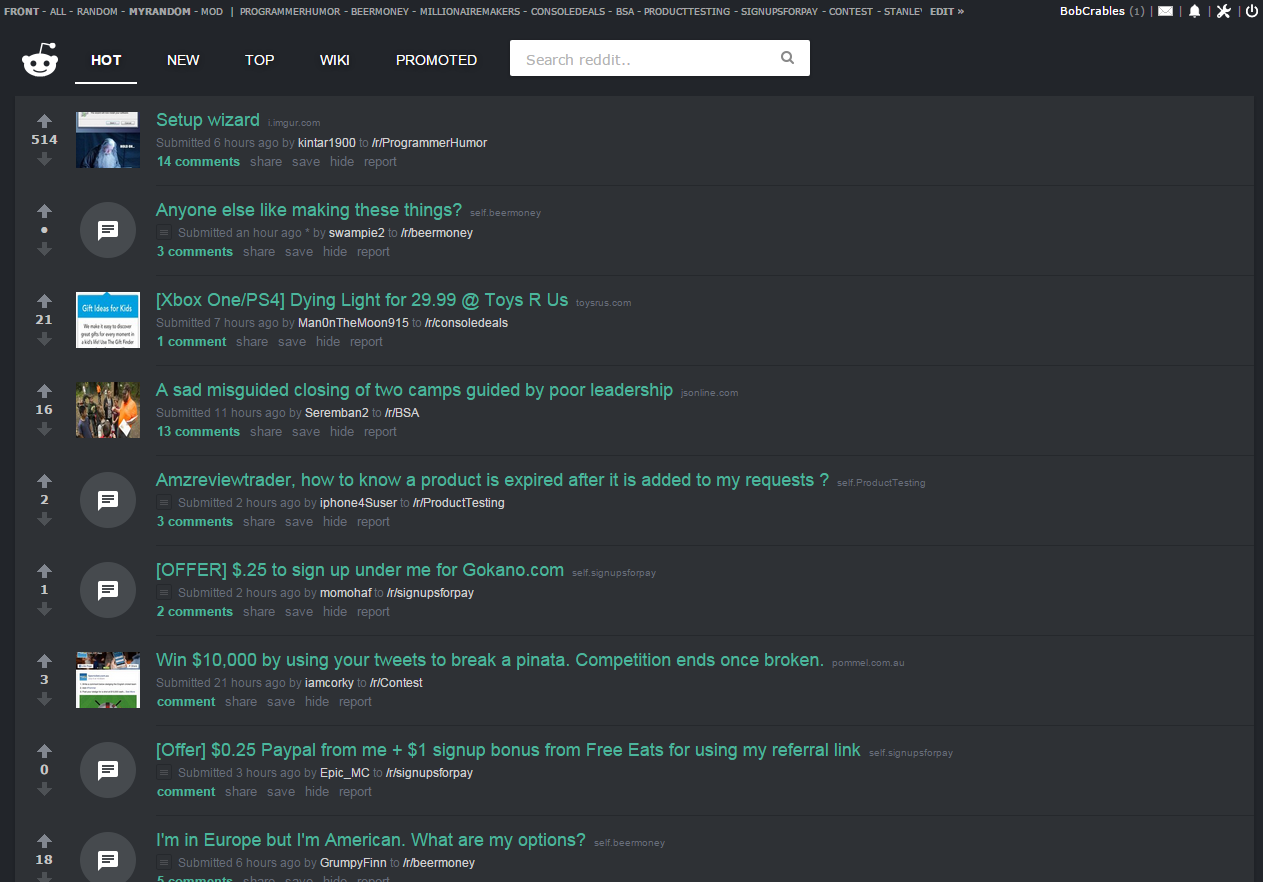 FRONT - ALL - RANDOM - MYRANDOM - MOD | PROGRAMMERHUMOR - BEERMONEY - MILLIONAIREMAKERS - CONSOLEDEALS - BSA - PRODUCTTESTING - SIGNUPSFORPAY - CONTEST - STANLE EDIT »
BobCrables (1) | | | |
HOT NEW TOP WIKI PROMOTED Search reddit..
Setup wizard i.imgur.com
514
Submitted 6 hours ago by kintar1900 to /r/ProgrammerHumor
14 comments share save hide report
Anyone else like making these things? self.beermoney
•
Submitted an hour ago * by swampie2 to /r/beermoney
3 comments share save hide report
[Xbox One/PS4] Dying Light for 29.99 @ Toys R Us toysrus.com
21
Gift Ideas for Kids
We make it easy to discover
great gifts for every moment in
a kid's life! Use The Gift Finder
Submitted 7 hours ago by Man0nTheMoon915 to /r/consoledeals
1 comment share save hide report
A sad misguided closing of two camps guided by poor leadership jsonline.com
16
Submitted 11 hours ago by Seremban2 to /r/BSA
13 comments share save hide report
Amzreviewtrader, how to know a product is expired after it is added to my requests ? self.ProductTesting
2
Submitted 2 hours ago by iphone4Suser to /r/ProductTesting
3 comments share save hide report
[OFFER] $.25 to sign up under me for Gokano.com self.signupsforpay
1
Submitted 2 hours ago by momohaf to /r/signupsforpay
2 comments share save hide report
Win $10,000 by using your tweets to break a pinata. Competition ends once broken. pommel.com.au
3
Submitted 21 hours ago by iamcorky to /r/Contest
comment share save hide report
[Offer] $0.25 Paypal from me + $1 signup bonus from Free Eats for using my referral link self.signupsforpay
0
Submitted 3 hours ago by Epic_MC to /r/signupsforpay
comment share save hide report
I'm in Europe but I'm American. What are my options? self.beermoney
18
Submitted 6 hours ago by GrumpyFinn to /r/beermoney
5 comments share save hide report